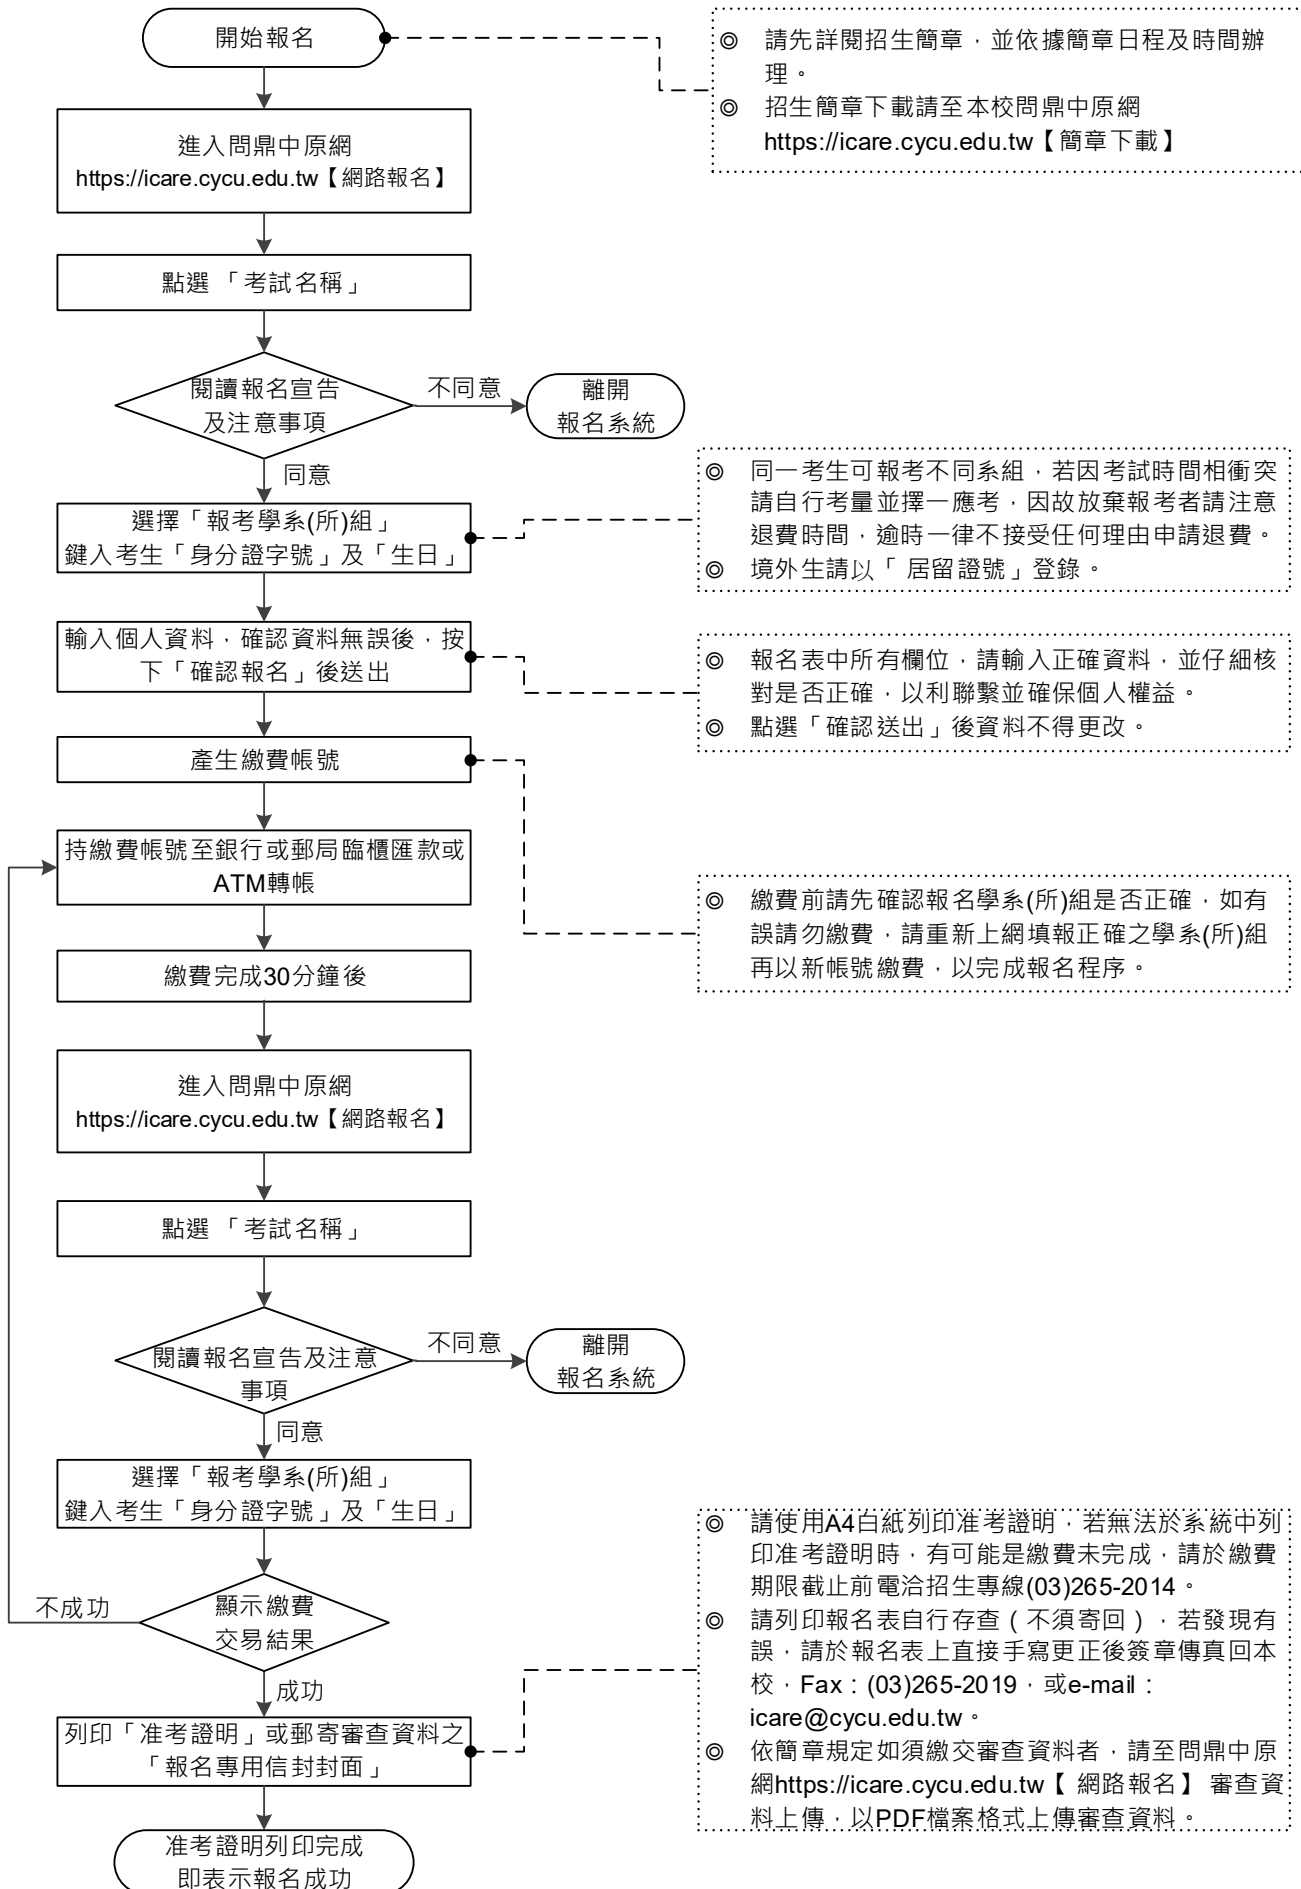 開始報名
◎ 請先詳閱招生簡章，並依據簡章日程及時間辦
理。
◎ 招生簡章下載請至本校問鼎中原網
https://icare.cycu.edu.tw【簡章下載】
進入問鼎中原網
https://icare.cycu.edu.tw【網路報名】
點選「考試名稱」
閱讀報名宣告
及注意事項
不同意
離開
報名系統
同意
選擇「報考學系(所)組」
鍵入考生「身分證字號」及「生日」
◎ 同一考生可報考不同系組，若因考試時間相衝突
請自行考量並擇一應考，因故放棄報考者請注意
退費時間，逾時一律不接受任何理由申請退費。
◎ 境外生請以「居留證號」登錄。
輸入個人資料，確認資料無誤後，按
下「確認報名」後送出
◎ 報名表中所有欄位，請輸入正確資料，並仔細核
對是否正確，以利聯繫並確保個人權益。
◎ 點選「確認送出」後資料不得更改。
產生繳費帳號
持繳費帳號至銀行或郵局臨櫃匯款或
ATM轉帳
◎ 繳費前請先確認報名學系(所)組是否正確，如有
誤請勿繳費，請重新上網填報正確之學系(所)組
再以新帳號繳費，以完成報名程序。
繳費完成30分鐘後
進入問鼎中原網
https://icare.cycu.edu.tw【網路報名】
點選「考試名稱」
閱讀報名宣告及注意
事項
不同意
離開
報名系統
同意
選擇「報考學系(所)組」
鍵入考生「身分證字號」及「生日」
顯示繳費
交易結果
不成功
成功
列印「准考證明」或郵寄審查資料之
「報名專用信封封面」
◎ 請使用A4白紙列印准考證明，若無法於系統中列
印准考證明時，有可能是繳費未完成，請於繳費
期限截止前電洽招生專線(03)265-2014。
◎ 請列印報名表自行存查（不須寄回），若發現有
誤，請於報名表上直接手寫更正後簽章傳真回本
校，Fax：(03)265-2019，或e-mail：
icare@cycu.edu.tw。
◎ 依簡章規定如須繳交審查資料者，請至問鼎中原
網https://icare.cycu.edu.tw【網路報名】審查資
料上傳，以PDF檔案格式上傳審查資料。
准考證明列印完成
即表示報名成功